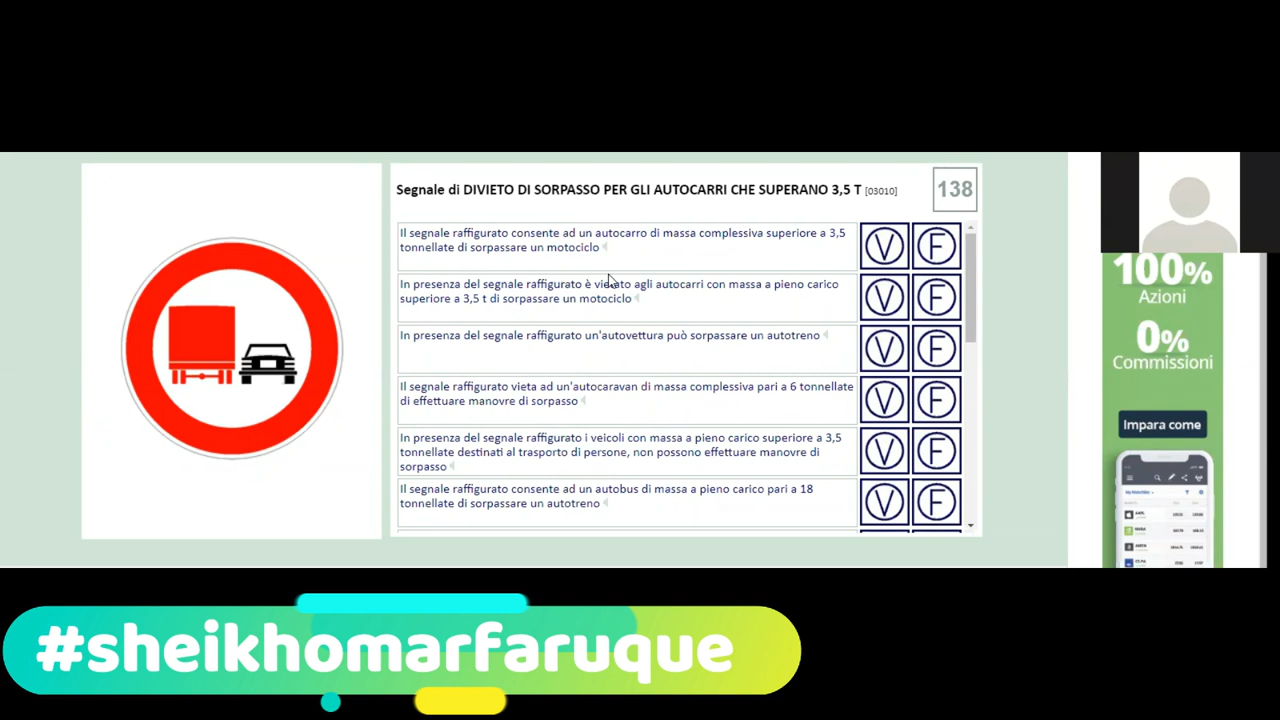 Segnale di DIVIETO DI SORPASSO PER GLI AUTOCARRI CHE SUPERANO 3,5 T [03010]
138
Il segnale raffigurato consente ad un autocarro di massa complessiva superiore a 3,5
tonnellate di sorpassare un motociclo
V F
In presenza del segnale raffigurato è vietato agli autocarri con massa a pieno carico
superiore a 3,5 t di sorpassare un motociclo
V F
In presenza del segnale raffigurato un'autovettura può sorpassare un autotreno
V F
Il segnale raffigurato vieta ad un'autocaravan di massa complessiva pari a 6 tonnellate
di effettuare manovre di sorpasso
V F
In presenza del segnale raffigurato i veicoli con massa a pieno carico superiore a 3,5
tonnellate destinati al trasporto di persone, non possono effettuare manovre di
sorpasso
V F
Il segnale raffigurato consente ad un autobus di massa a pieno carico pari a 18
tonnellate di sorpassare un autotreno
V F
100%
Azioni
0%
Commissioni
Impara come
#sheikhomarfaruque